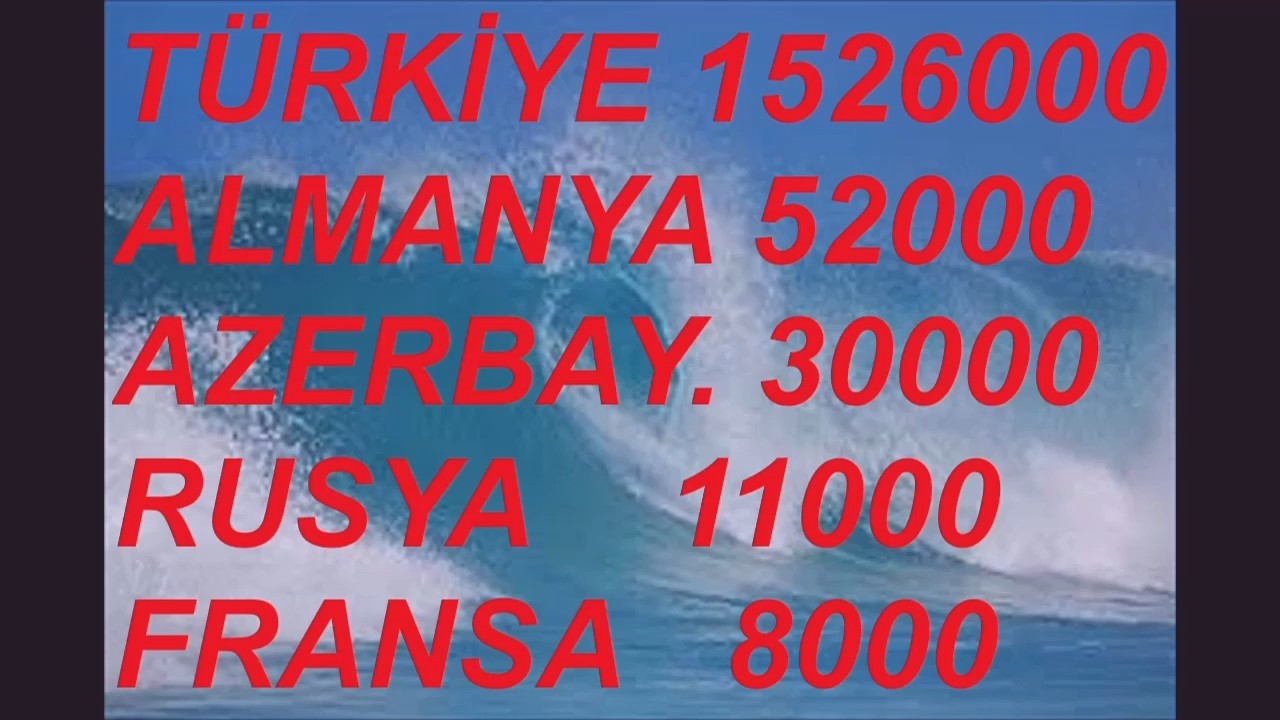 TÜRKİYE 1526000
ALMANYA 52000
AZERBAY. 30000
RUSYA 11000
FRANSA 8000